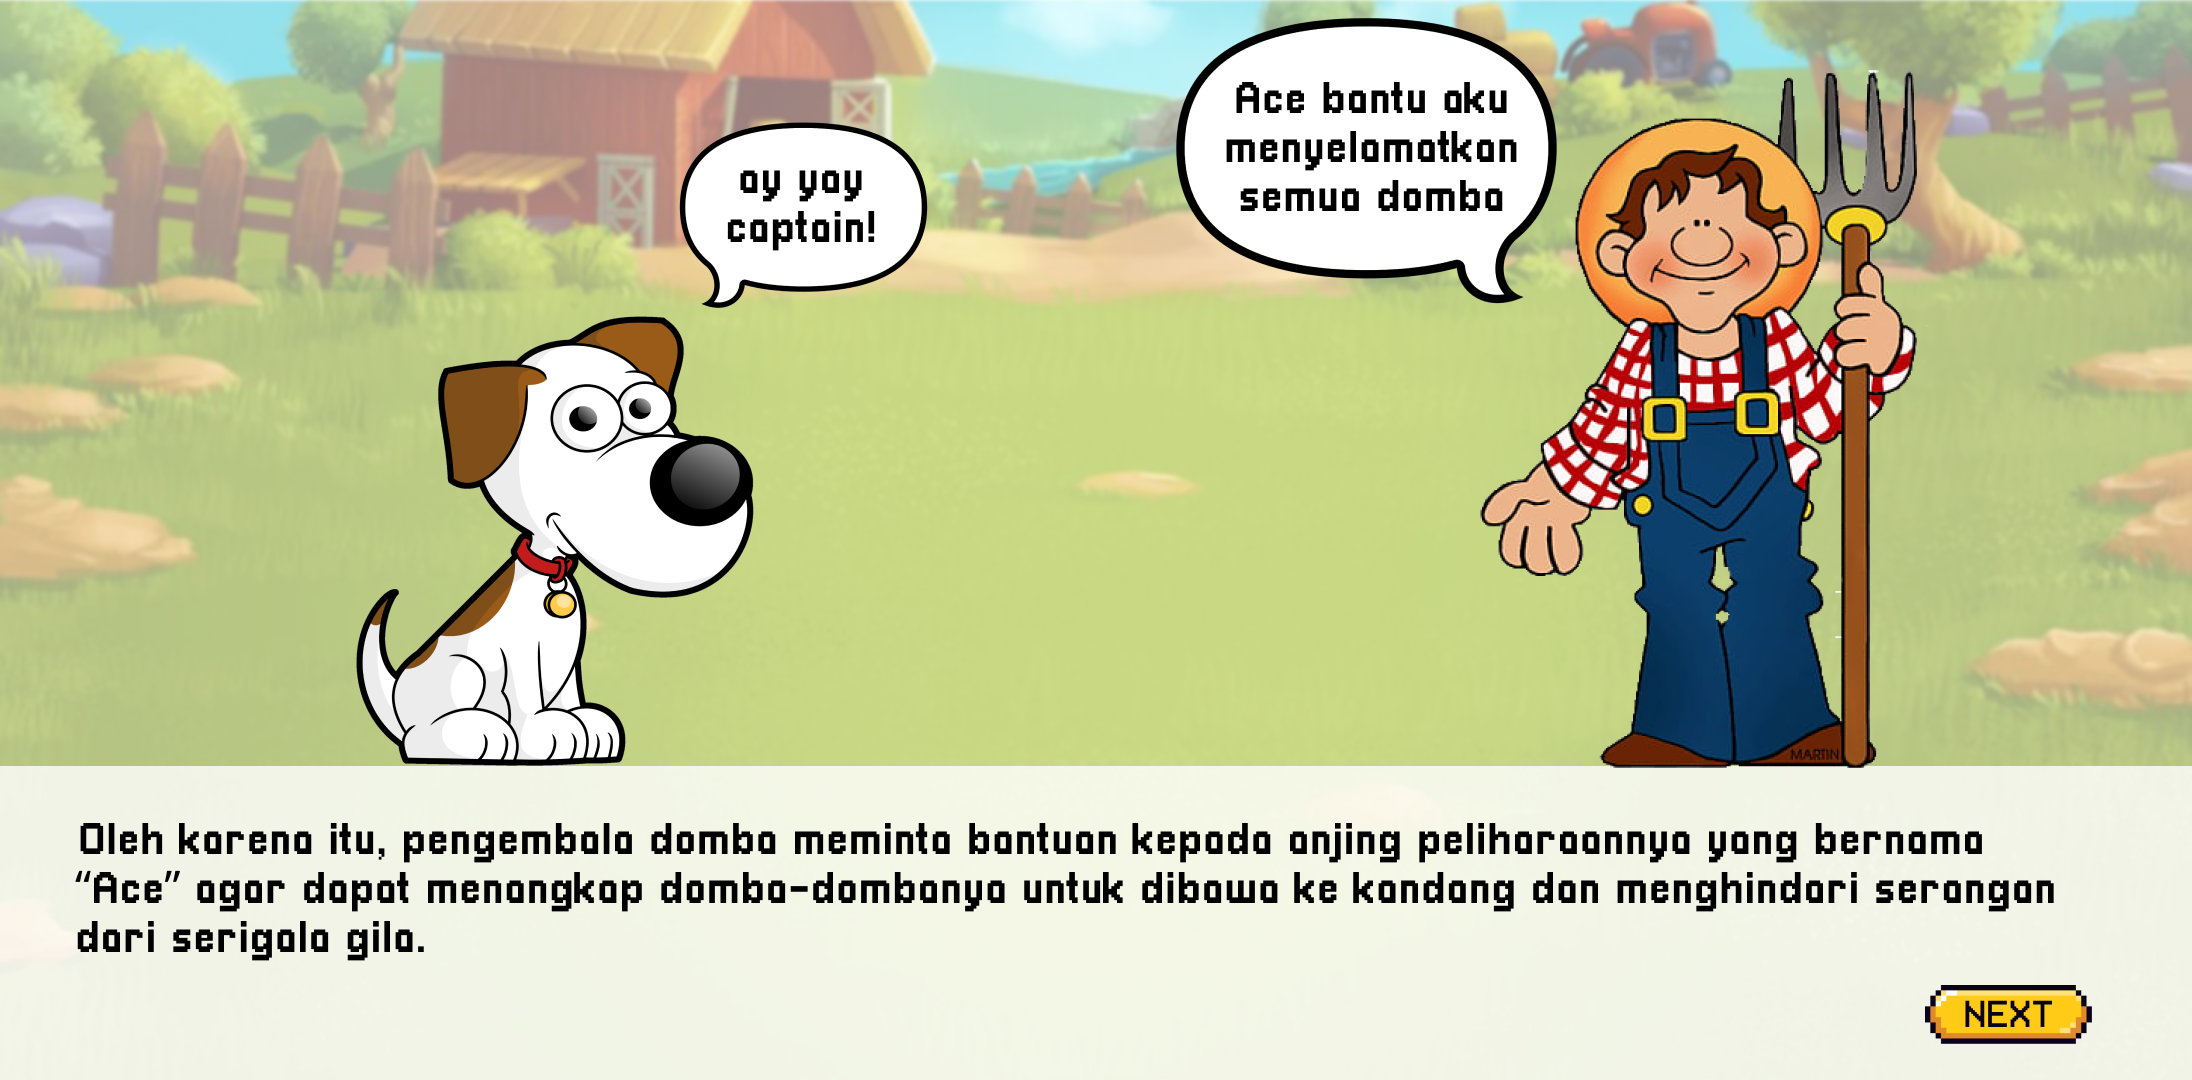 ay yay
captain!
Ace bantu aku
menyelamatkan
semua domba
MARTIN
Oleh karena itu, pengembala domba meminta bantuan kepada anjing peliharaannya yang bernama
“Ace” agar dapat menangkap domba-dombanya untuk dibawa ke kandang dan menghindari serangan
dari serigala gila.
NEXT